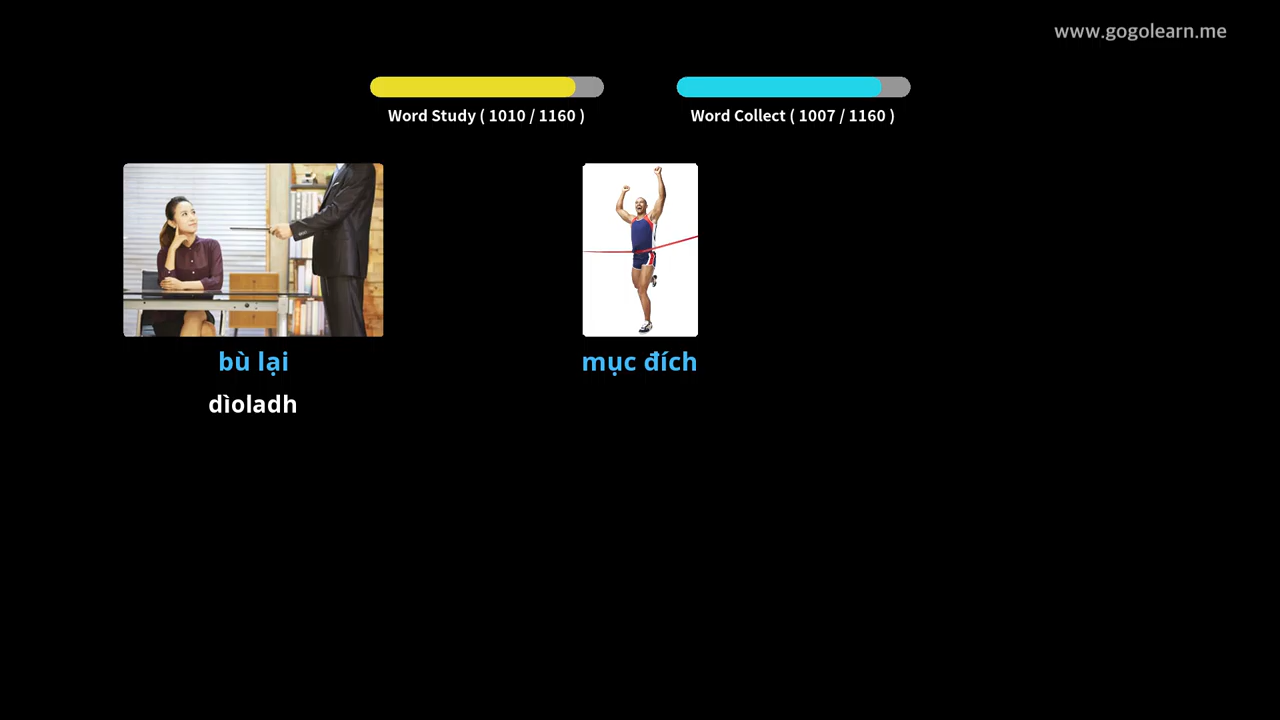 www.gogolearn.me
Word Study ( 1010 / 1160 )
Word Collect ( 1007 / 1160 )
bù lại
mục đích
dìoladh